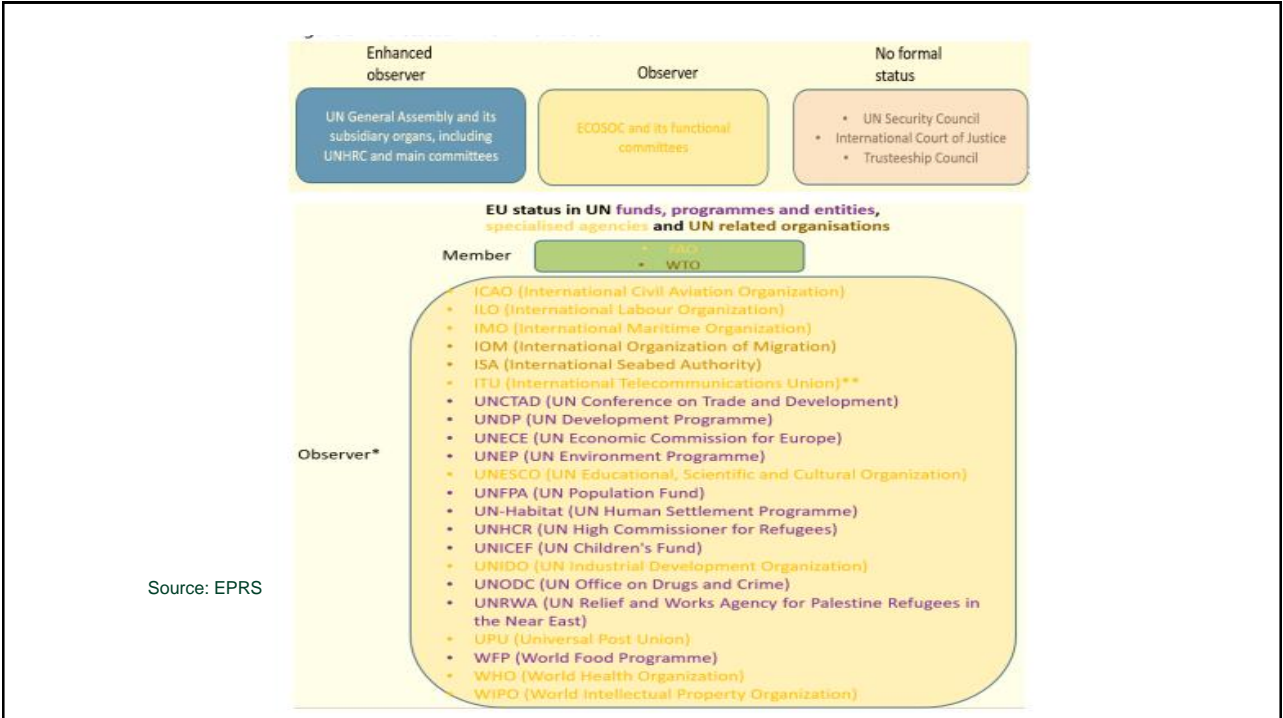 Enhanced
observer
Observer
No formal
status
UN General Assembly and its
subsidiary organs, including
UNHRC and main committees
ECOSOC and its functional
committees
• UN Security Council
• International Court of Justice
• Trusteeship Council
EU status in UN funds, programmes and entities,
specialised agencies and UN related organisations
Member
• FAO
• WTO
Observer*
• ICAO (International Civil Aviation Organization)
• ILO (International Labour Organization)
• IMO (International Maritime Organization)
• IOM (International Organization of Migration)
• ISA (International Seabed Authority)
• ITU (International Telecommunications Union)**
• UNCTAD (UN Conference on Trade and Development)
• UNDP (UN Development Programme)
• UNECE (UN Economic Commission for Europe)
• UNEP (UN Environment Programme)
• UNESCO (UN Educational, Scientific and Cultural Organization)
• UNFPA (UN Population Fund)
• UN-Habitat (UN Human Settlement Programme)
• UNHCR (UN High Commissioner for Refugees)
• UNICEF (UN Children's Fund)
• UNIDO (UN Industrial Development Organization)
• UNODC (UN Office on Drugs and Crime)
• UNRWA (UN Relief and Works Agency for Palestine Refugees in
the Near East)
• UPU (Universal Post Union)
• WFP (World Food Programme)
• WHO (World Health Organization)
• WIPO (World Intellectual Property Organization)
Source: EPRS